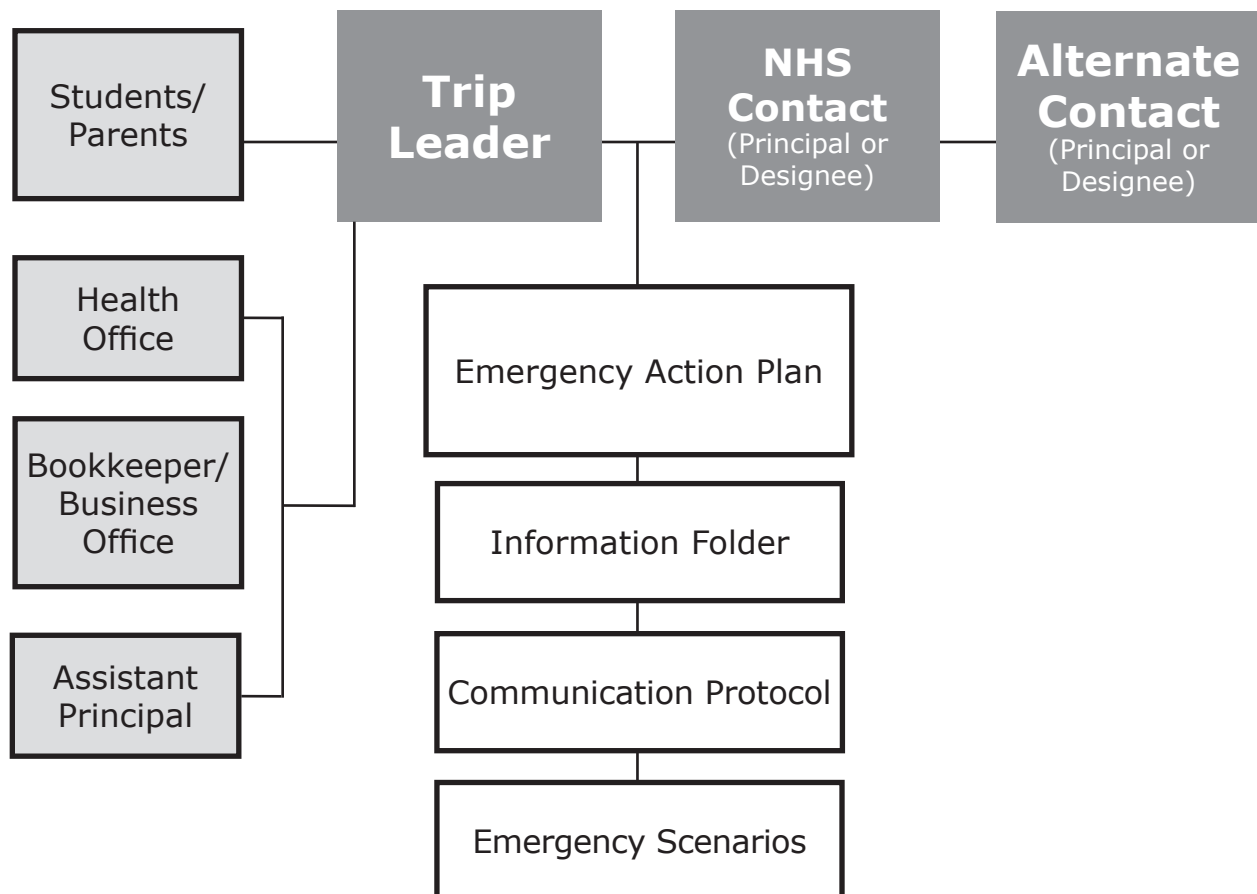 Students/
Parents
Trip
Leader
NHS
Contact
(Principal or
Designee)
Alternate
Contact
(Principal or
Designee)
Health
Office
Bookkeeper/
Business
Office
Assistant
Principal
Emergency Action Plan
Information Folder
Communication Protocol
Emergency Scenarios